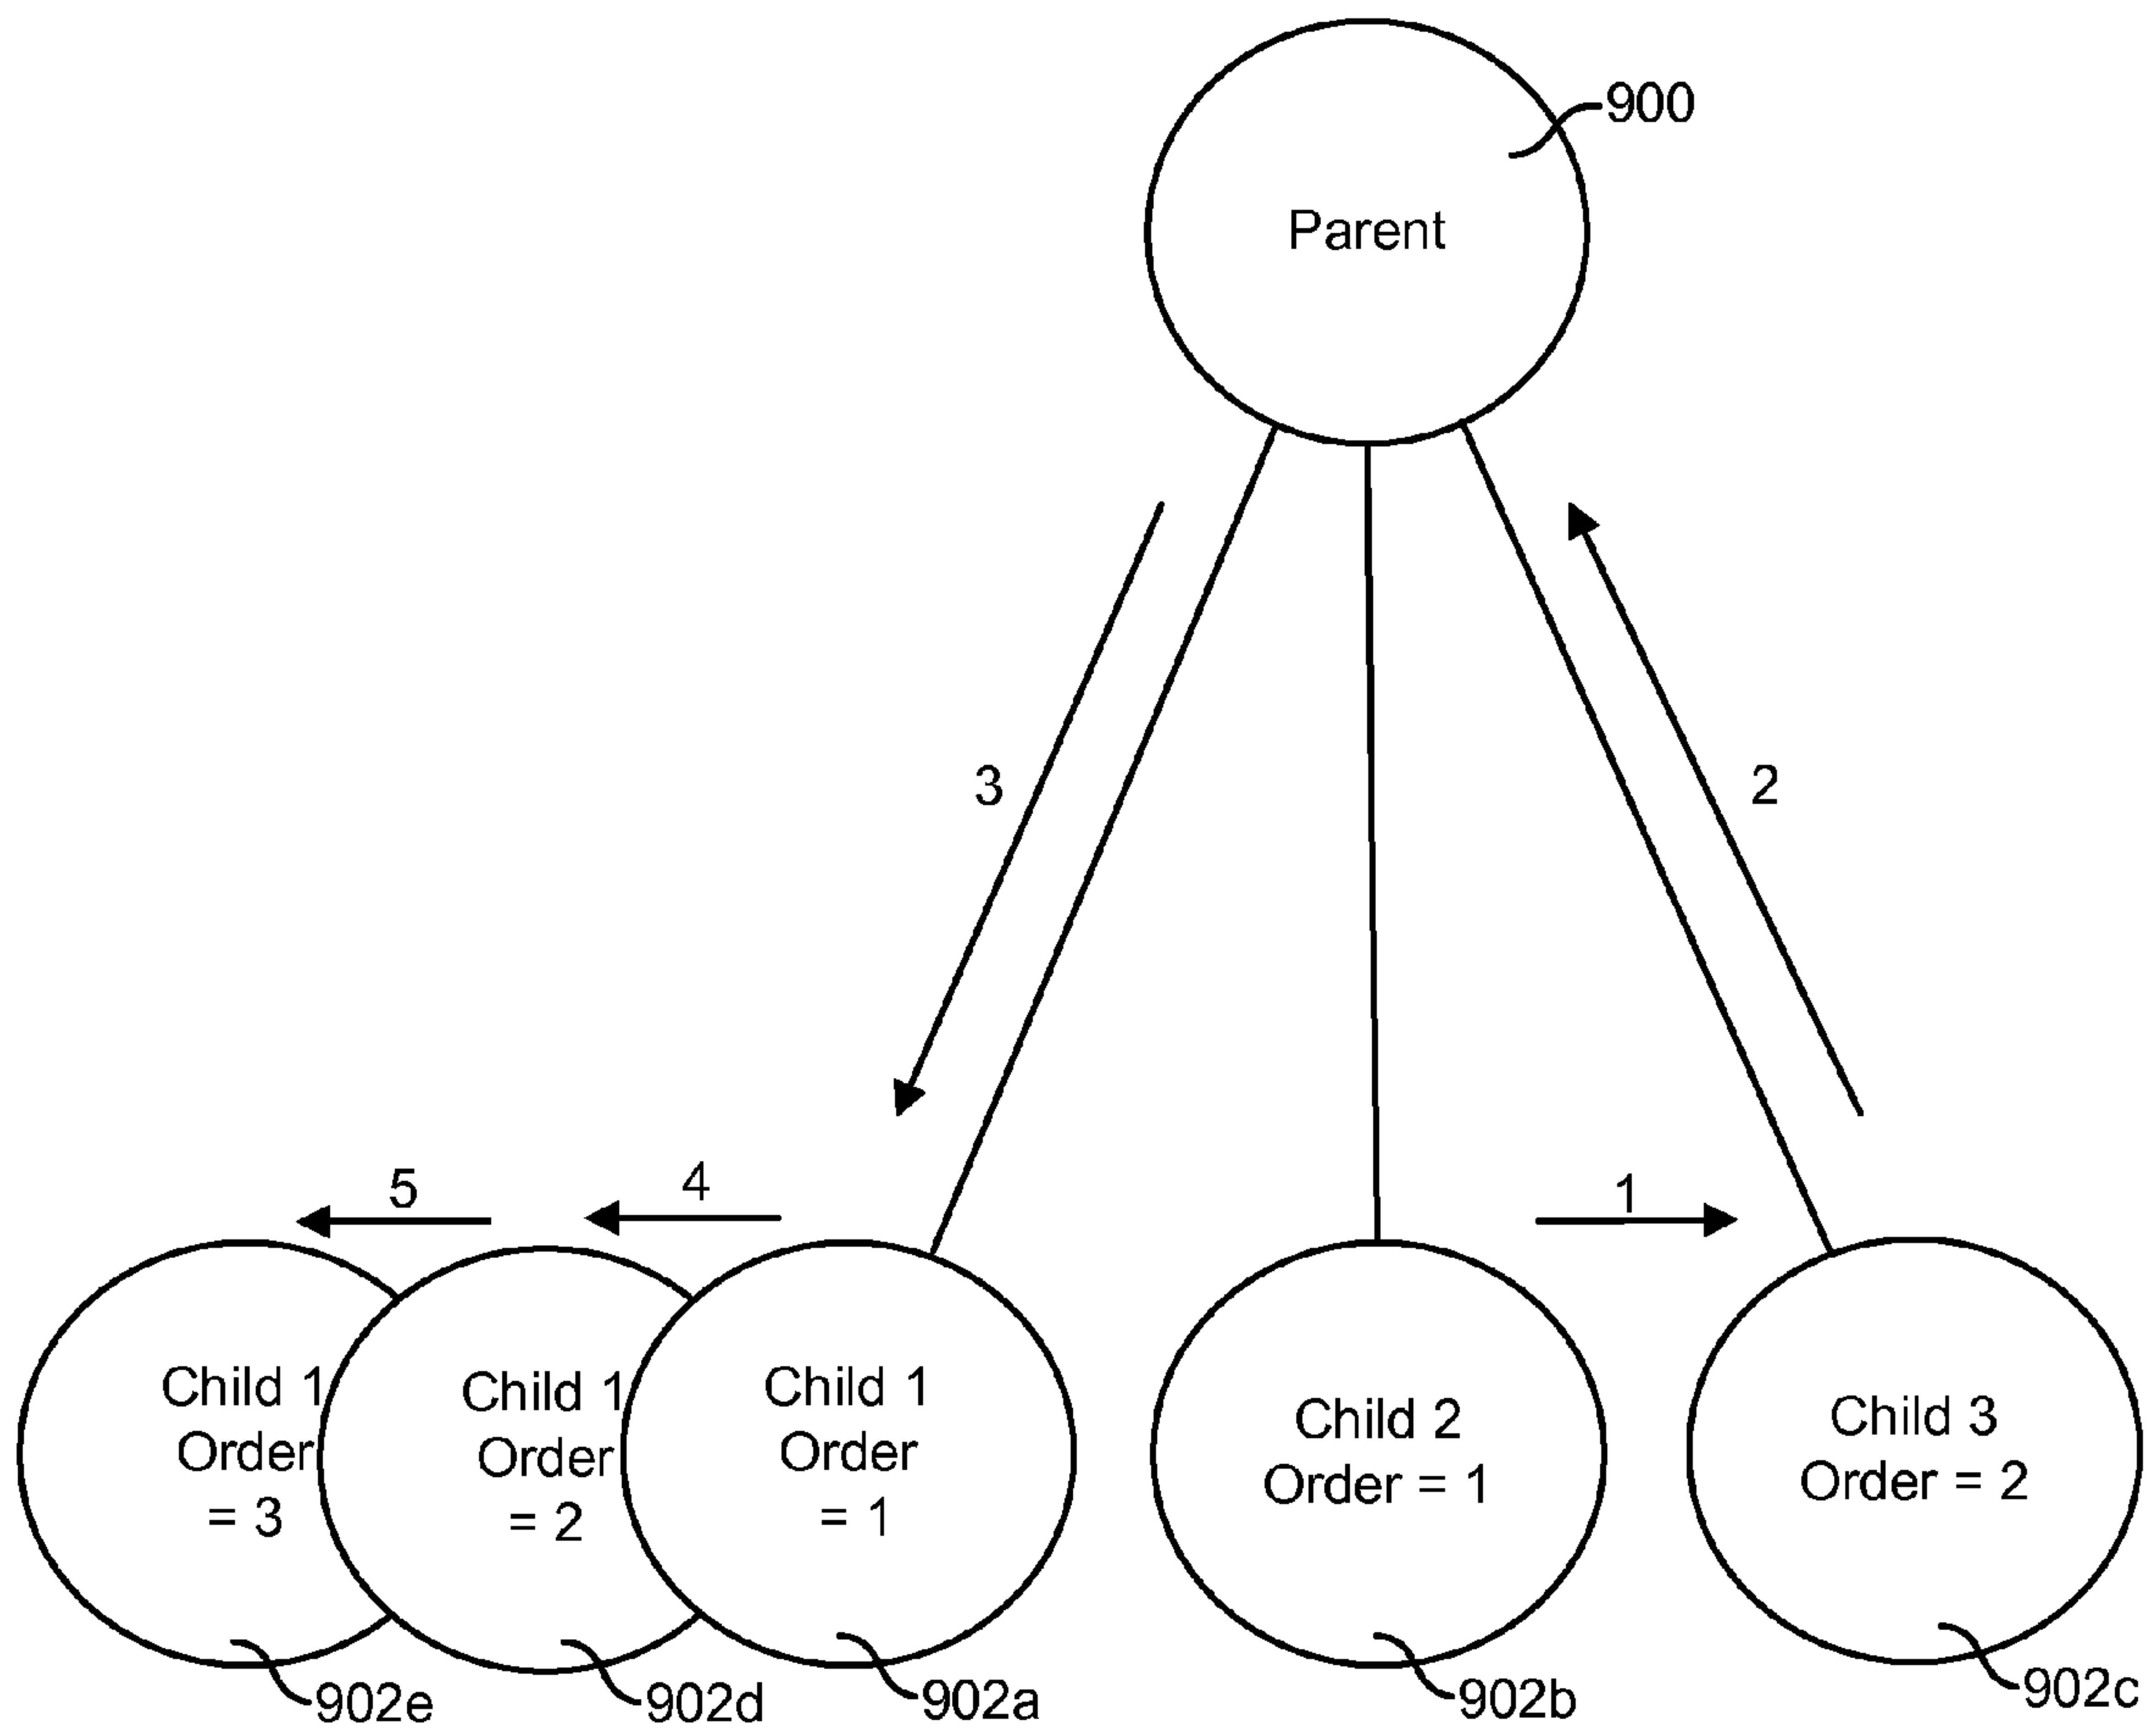 900
Parent
3
2
5
4
1
Child 1
Order
= 3
Child 1
Order
= 2
Child 1
Order
= 1
Child 2
Order = 1
Child 3
Order = 2
902e
902d
902a
902b
902c